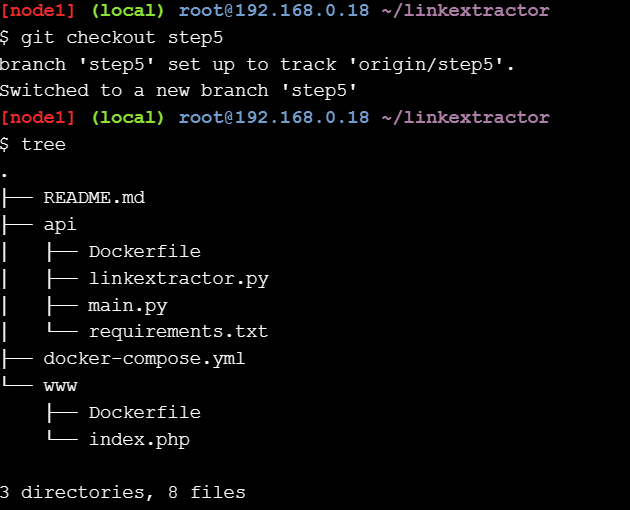 [node1] (local) root@192.168.0.18 ~/linkextractor
$ git checkout step5
branch 'step5' set up to track 'origin/step5'.
Switched to a new branch 'step5'
[node1] (local) root@192.168.0.18 ~/linkextractor
$ tree
.
├── README.md
├── api
│   ├── Dockerfile
│   ├── linkextractor.py
│   ├── main.py
│   └── requirements.txt
├── docker-compose.yml
└── www
    ├── Dockerfile
    └── index.php

3 directories, 8 files